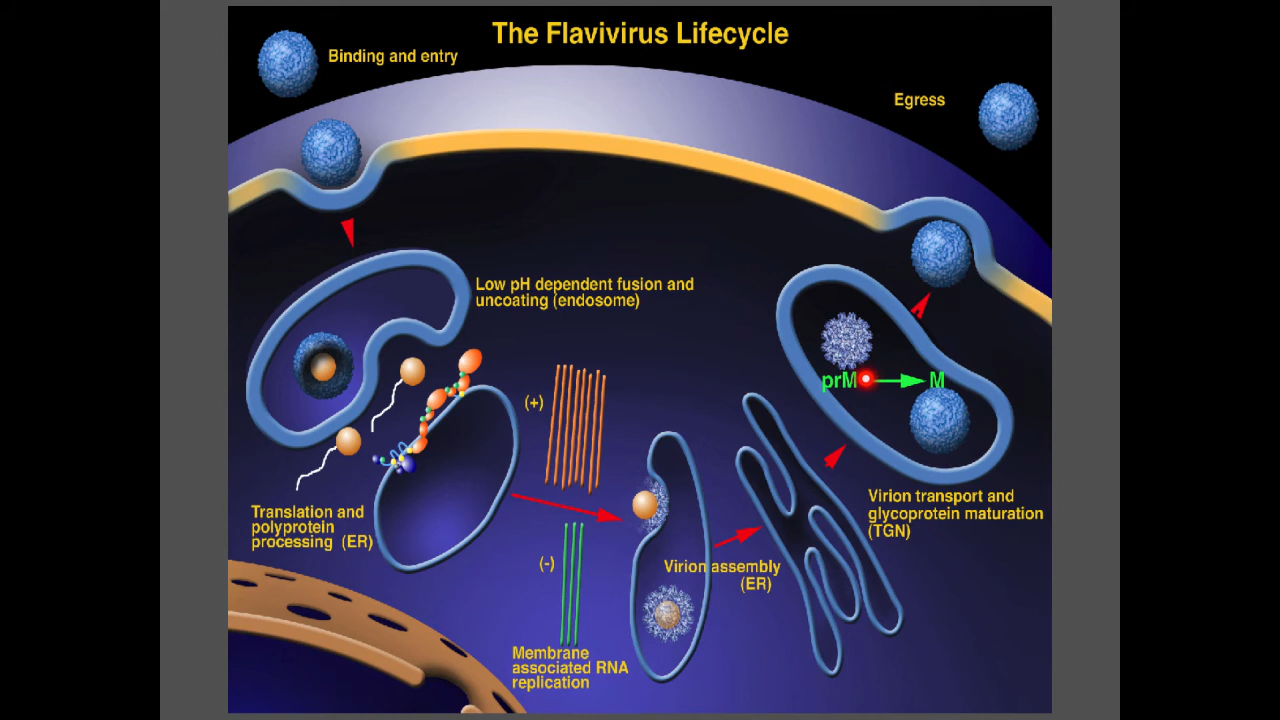 The Flavivirus Lifecycle
Binding and entry
Egress
Low pH dependent fusion and
uncoating (endosome)
(+)
prM M
Translation and
polyprotein
processing (ER)
Virion transport and
glycoprotein maturation
(TGN)
(-)
Virion assembly
(ER)
Membrane
associated RNA
replication